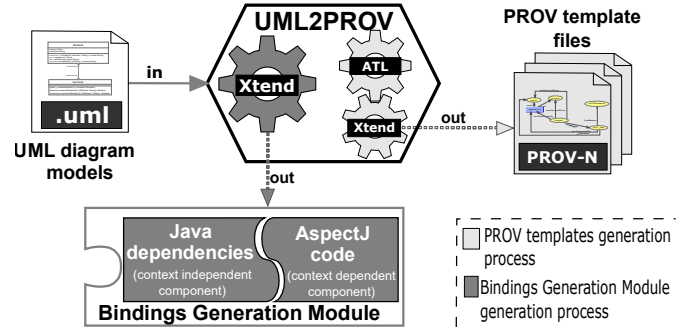 UML2PROV
PROV template
files
in
Xtend
ATL
Xtend
out
.uml
PROV-N
UML diagram
models
out
Java
dependencies
(context independent
component)
AspectJ
code
(context dependent
component)
Bindings Generation Module
PROV templates generation
process
Bindings Generation Module
generation process